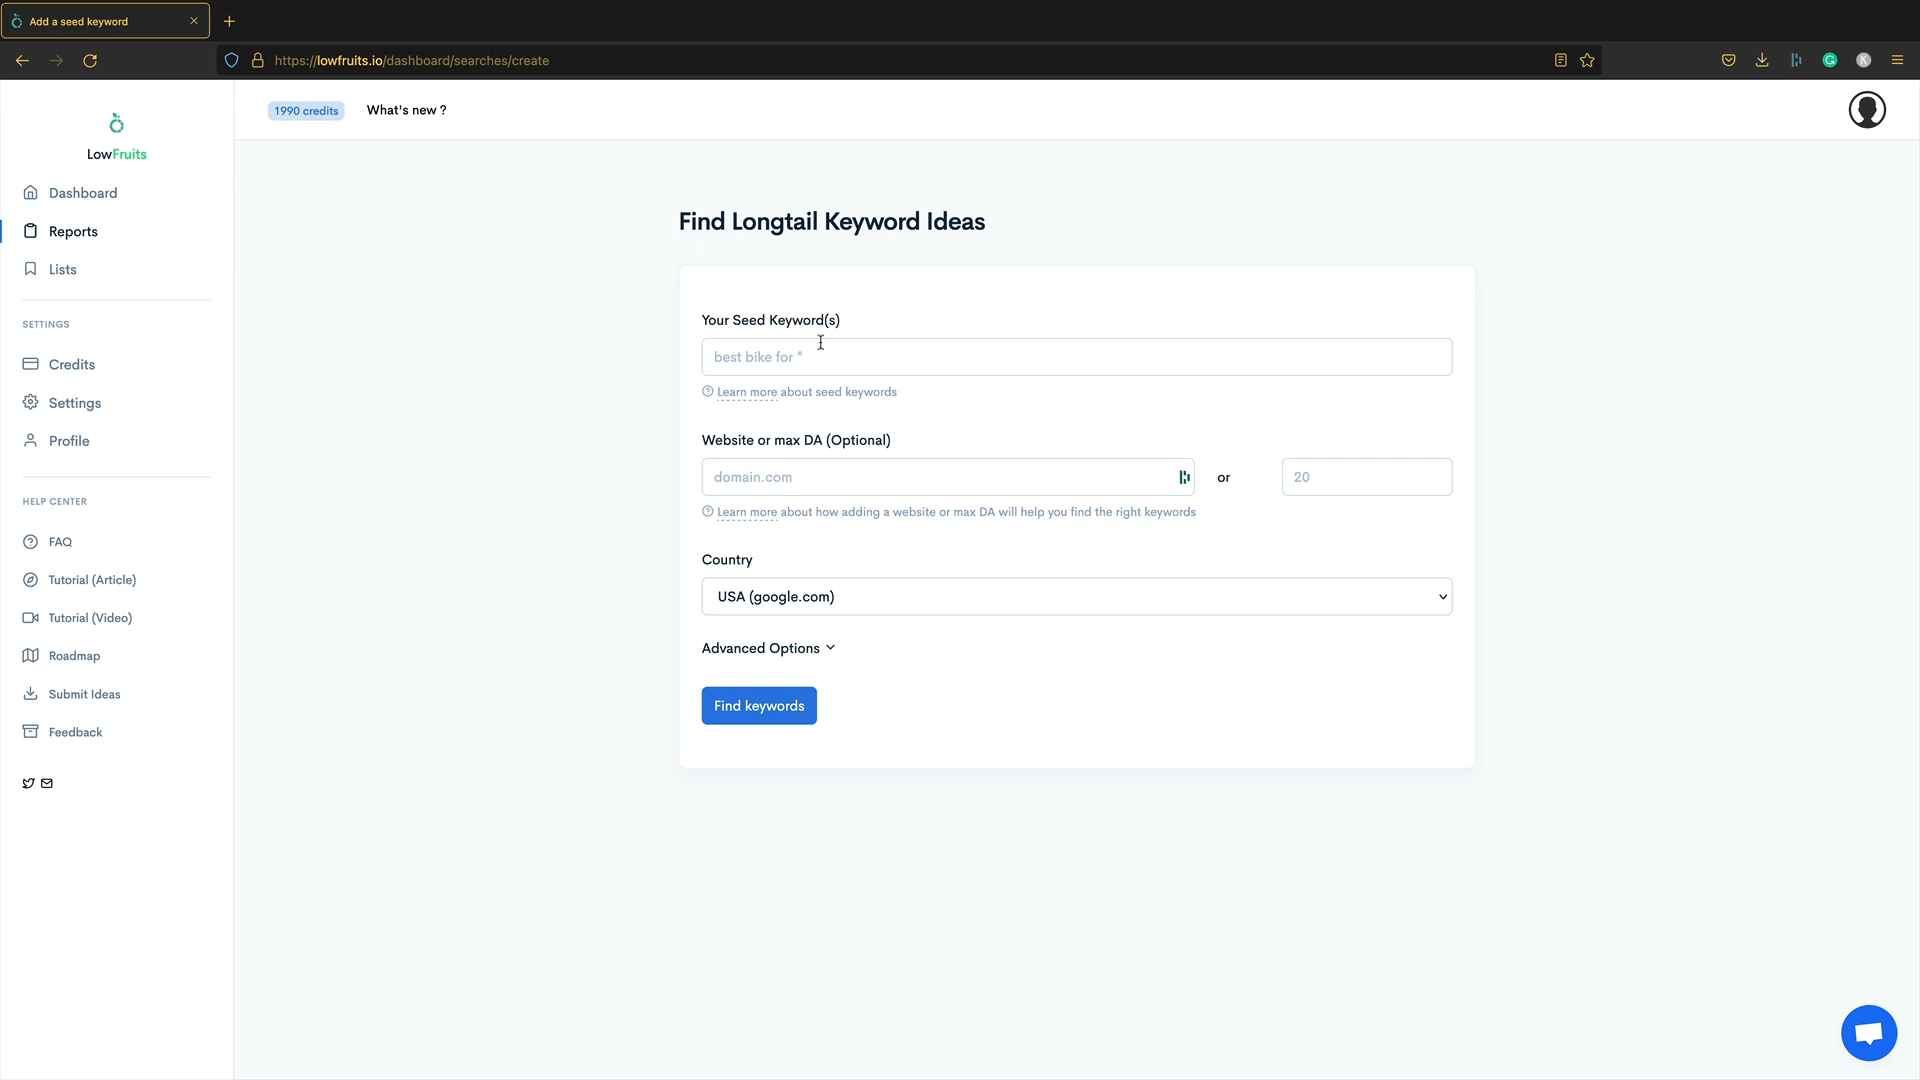 Add a seed keyword
https://lowfruits.io/dashboard/searches/create
1990 credits
What's new ?
LowFruits
Dashboard
Reports
Lists
SETTINGS
Credits
Settings
Profile
HELP CENTER
FAQ
Tutorial (Article)
Tutorial (Video)
Roadmap
Submit Ideas
Feedback
Find Longtail Keyword Ideas
Your Seed Keyword(s)
best bike for *
Learn more about seed keywords
Website or max DA (Optional)
domain.com or 20
Learn more about how adding a website or max DA will help you find the right keywords
Country
USA (google.com)
Advanced Options
Find keywords